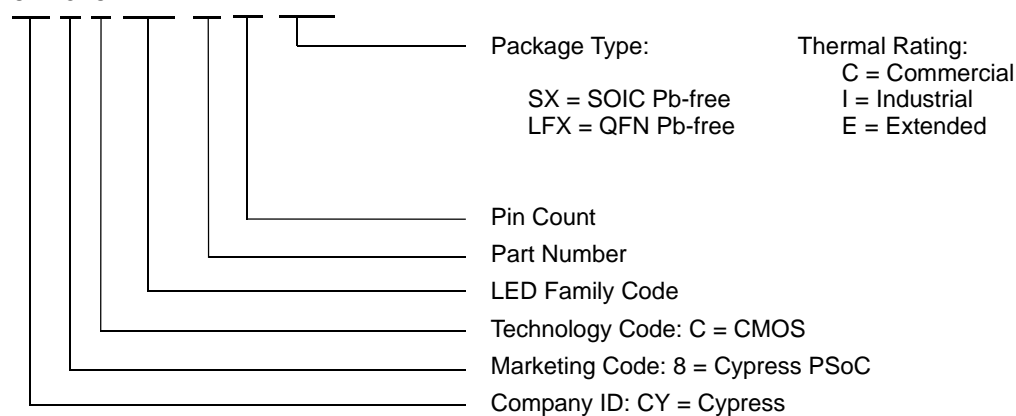 Package Type: Thermal Rating:
C = Commercial
SX = SOIC Pb-free I = Industrial
LFX = QFN Pb-free E = Extended
Pin Count
Part Number
LED Family Code
Technology Code: C = CMOS
Marketing Code: 8 = Cypress PSoC
Company ID: CY = Cypress